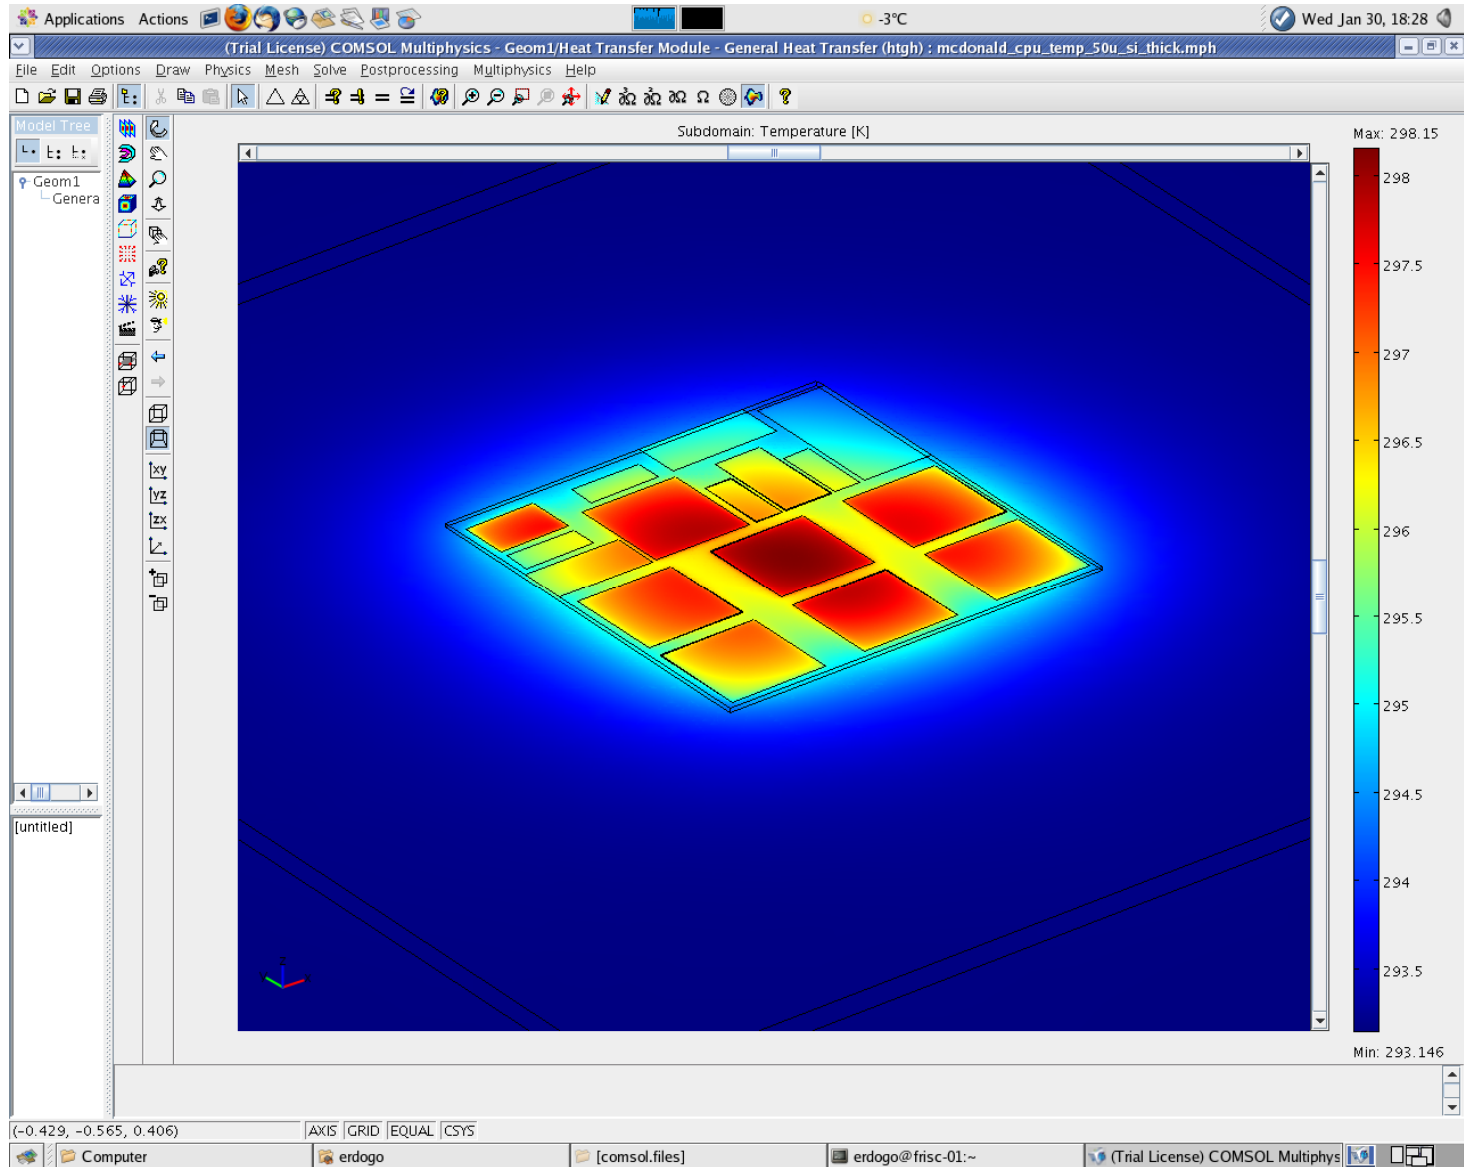 Applications Actions
-3°C
Wed Jan 30, 18:28
(Trial License) COMSOL Multiphysics - Geom1/Heat Transfer Module - General Heat Transfer (htgh) : mcdonald_cpu_temp_50u_si_thick.mph
File Edit Options Draw Physics Mesh Solve Postprocessing Multiphysics Help
Model Tree
Geom1
Genera
[untitled]
Subdomain: Temperature [K]
Max: 298.15
298
297.5
297
296.5
296
295.5
295
294.5
294
293.5
Min: 293.146
xy
yz
zx
(-0.429, -0.565, 0.406)
AXIS GRID EQUAL CSYS
Computer
erdogo
[comsol.files]
erdogo@frisc-01:~
(Trial License) COMSOL Multiphys